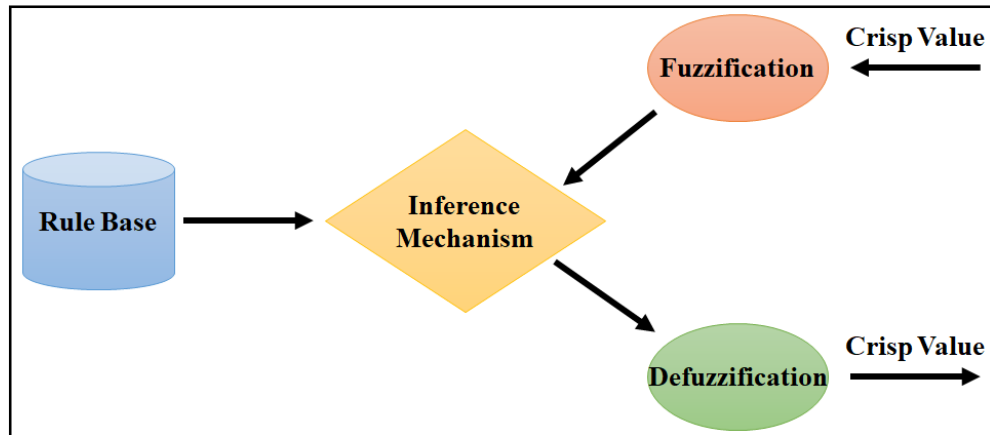 Crisp Value
Fuzzification
Rule Base
Inference
Mechanism
Crisp Value
Defuzzification